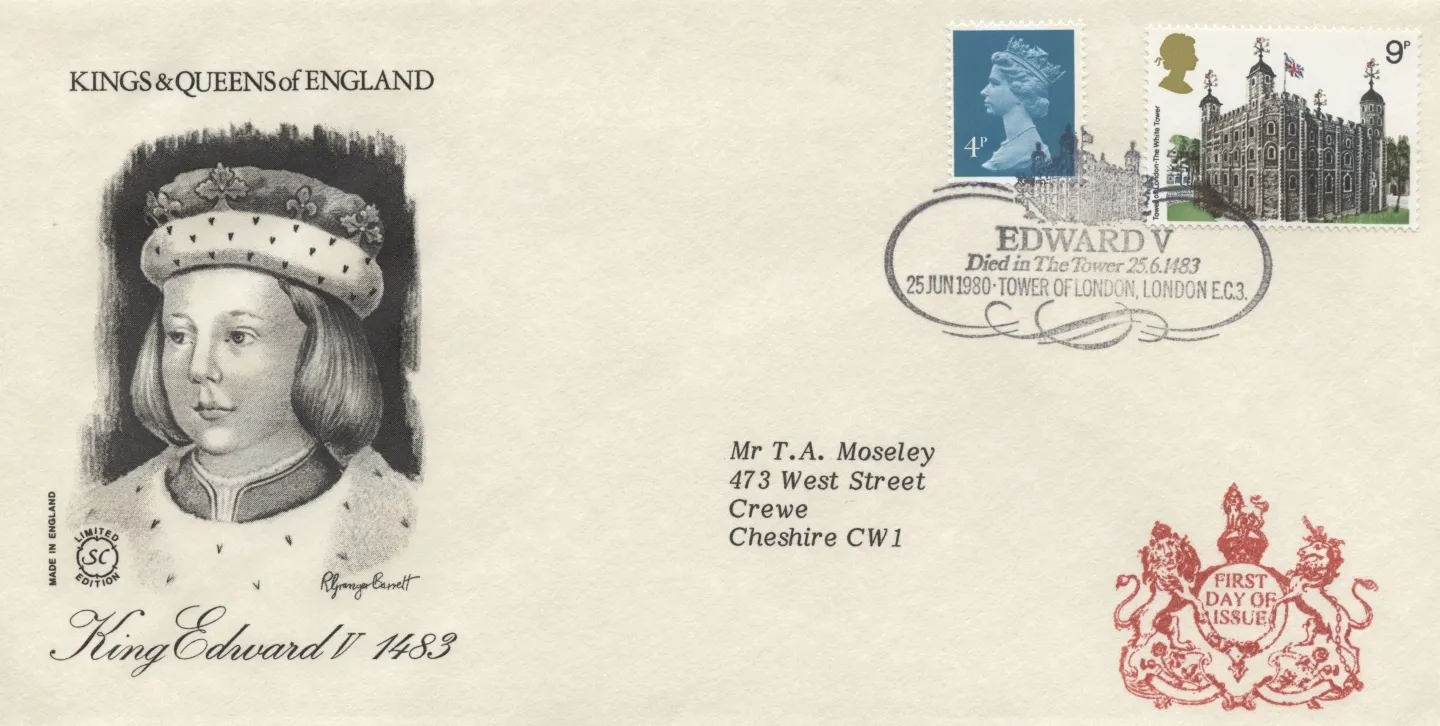 KINGS & QUEENS of ENGLAND
MADE IN ENGLAND
LIMITED
SC
EDITION
R Granger Barrett
King Edward V 1483
4P
9P
Tower of London·The White Tower
EDWARD V
Died in The Tower 25.6.1483
25 JUN 1980·TOWER OF LONDON, LONDON E.C.3.
Mr T.A. Moseley
473 West Street
Crewe
Cheshire CW1
FIRST
DAY OF
ISSUE